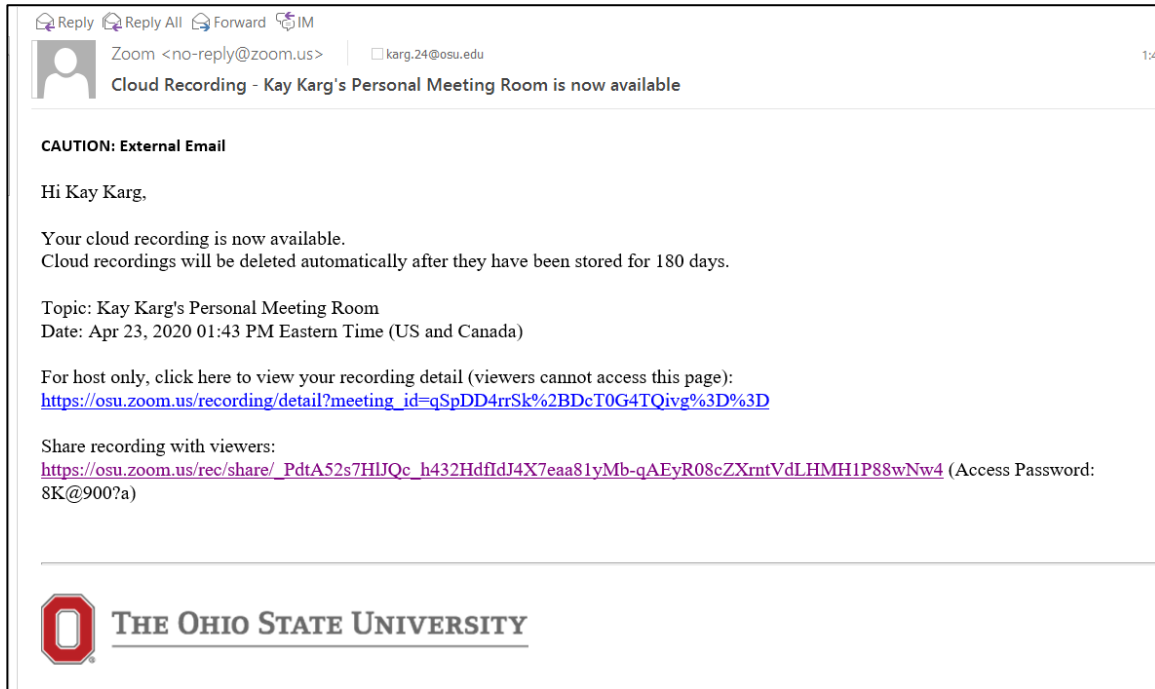 Reply Reply All Forward IM
Zoom <no-reply@zoom.us> karg.24@osu.edu
Cloud Recording - Kay Karg's Personal Meeting Room is now available
CAUTION: External Email
Hi Kay Karg,
Your cloud recording is now available.
Cloud recordings will be deleted automatically after they have been stored for 180 days.
Topic: Kay Karg's Personal Meeting Room
Date: Apr 23, 2020 01:43 PM Eastern Time (US and Canada)
For host only, click here to view your recording detail (viewers cannot access this page):
https://osu.zoom.us/recording/detail?meeting_id=qSpDD4rrSk%2BDcT0G4TQivg%3D%3D
Share recording with viewers:
https://osu.zoom.us/rec/share/_PdtA52s7HlJQc_h432HdfIdJ4X7eaa81yMb-qAEyR08cZXrntVdLHMH1P88wNw4 (Access Password:
8K@900?a)
THE OHIO STATE UNIVERSITY